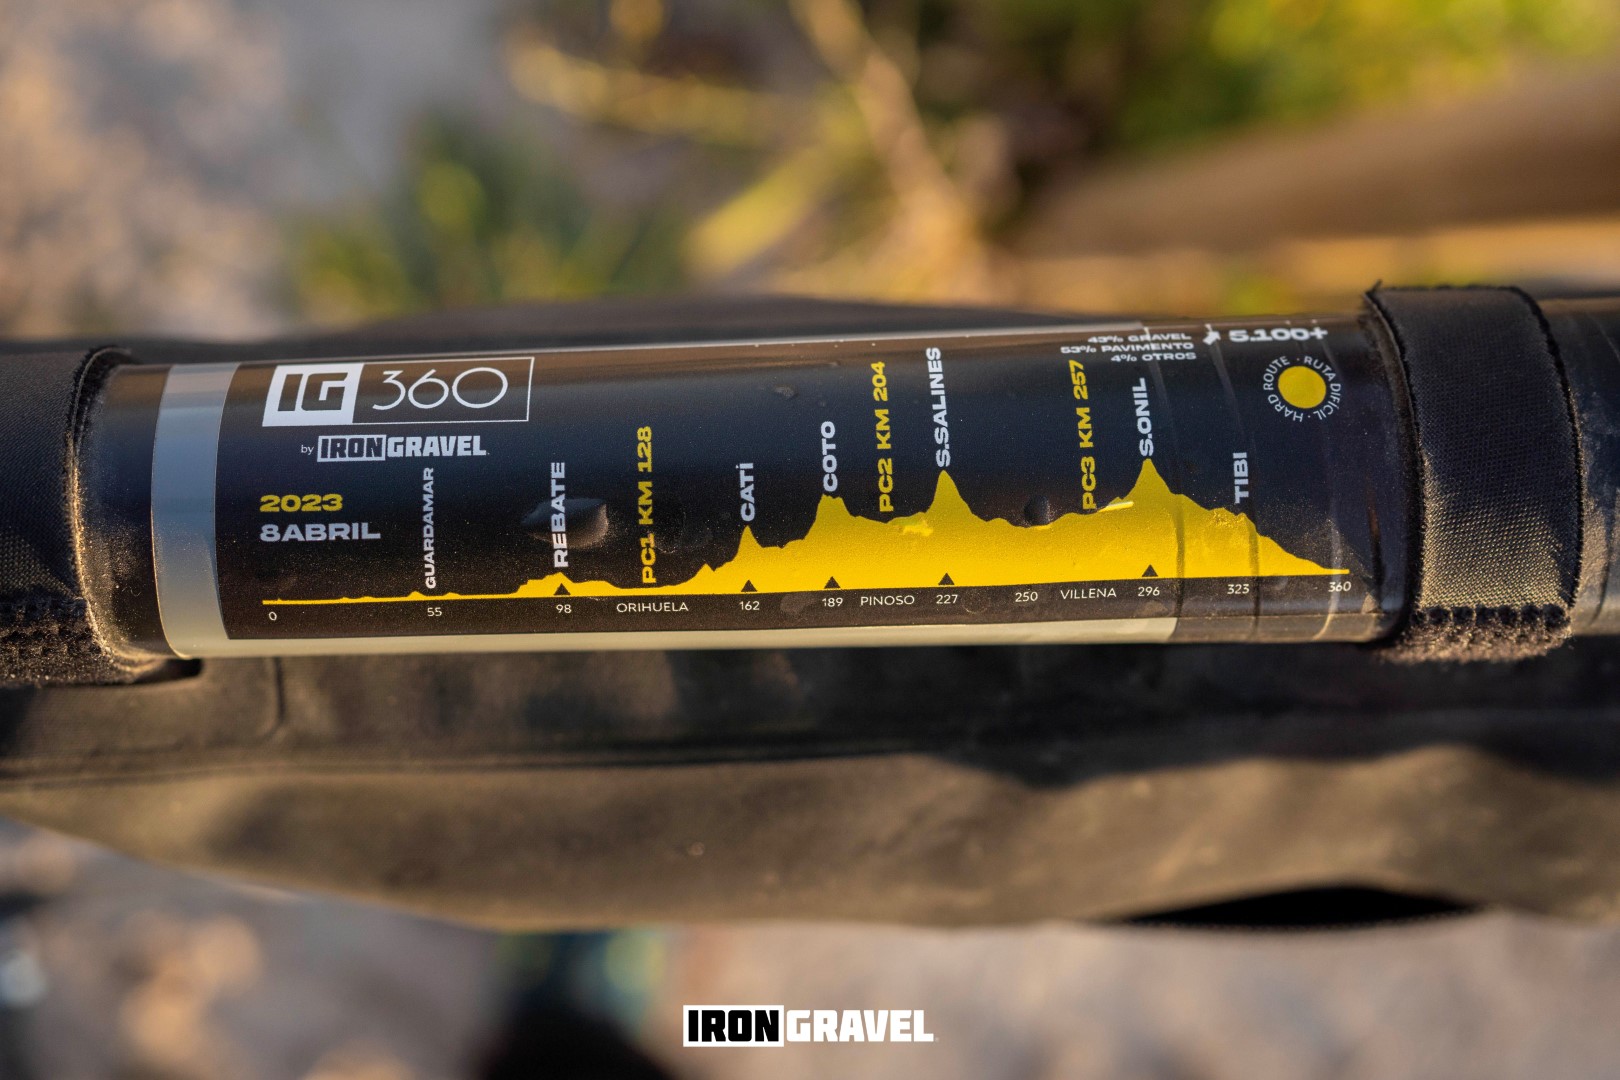 IG 360
by IRONGRAVEL
2023
8ABRIL
GUARDAMAR
REBATE
PC1 KM 128
CATÍ
COTO
PC2 KM 204
S.SALINES
PC3 KM 257
S.ONIL
TIBI
43% GRAVEL
53% PAVIMENTO
4% OTROS
5.100+
HARD ROUTE · RUTA DIFICIL ·
0 55 98 ORIHUELA 162 189 PINOSO 227 250 VILLENA 296 323 360
IRONGRAVEL